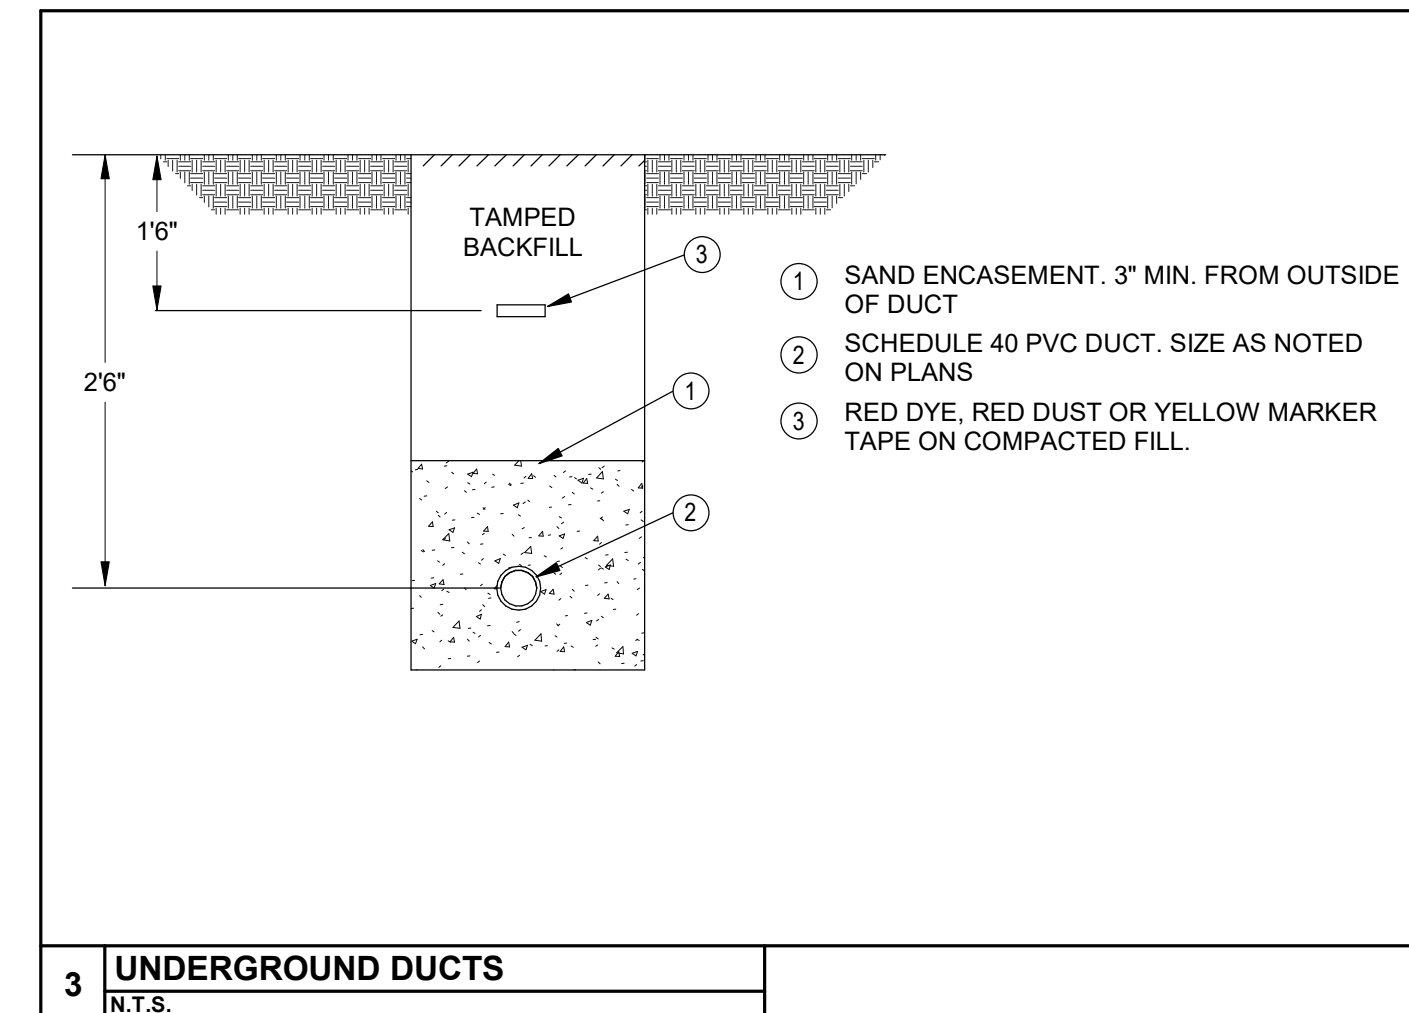 TAMPED
BACKFILL
1'6"
2'6"
3
1
2
1 SAND ENCASEMENT. 3" MIN. FROM OUTSIDE
OF DUCT
2 SCHEDULE 40 PVC DUCT. SIZE AS NOTED
ON PLANS
3 RED DYE, RED DUST OR YELLOW MARKER
TAPE ON COMPACTED FILL.
3 UNDERGROUND DUCTS
N.T.S.